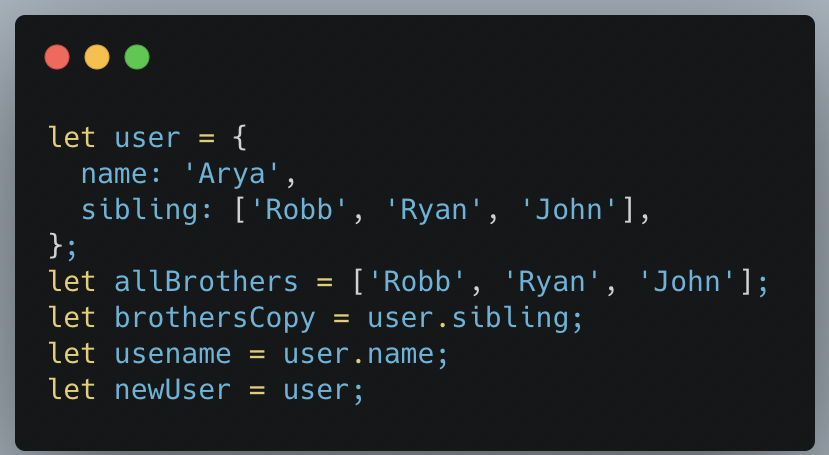 let user = {
  name: 'Arya',
  sibling: ['Robb', 'Ryan', 'John'],
};
let allBrothers = ['Robb', 'Ryan', 'John'];
let brothersCopy = user.sibling;
let usename = user.name;
let newUser = user;